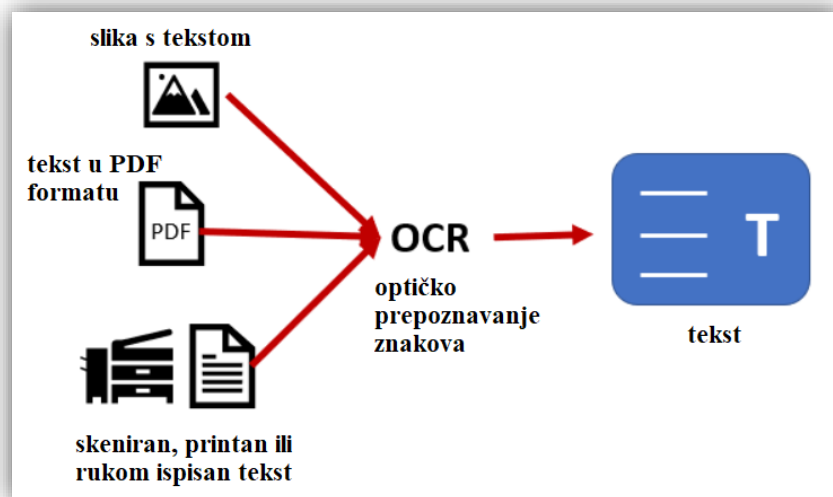 slika s tekstom
tekst u PDF
formatu
PDF
OCR
optičko
prepoznavanje
znakova
T
tekst
skeniran, printan ili
rukom ispisan tekst